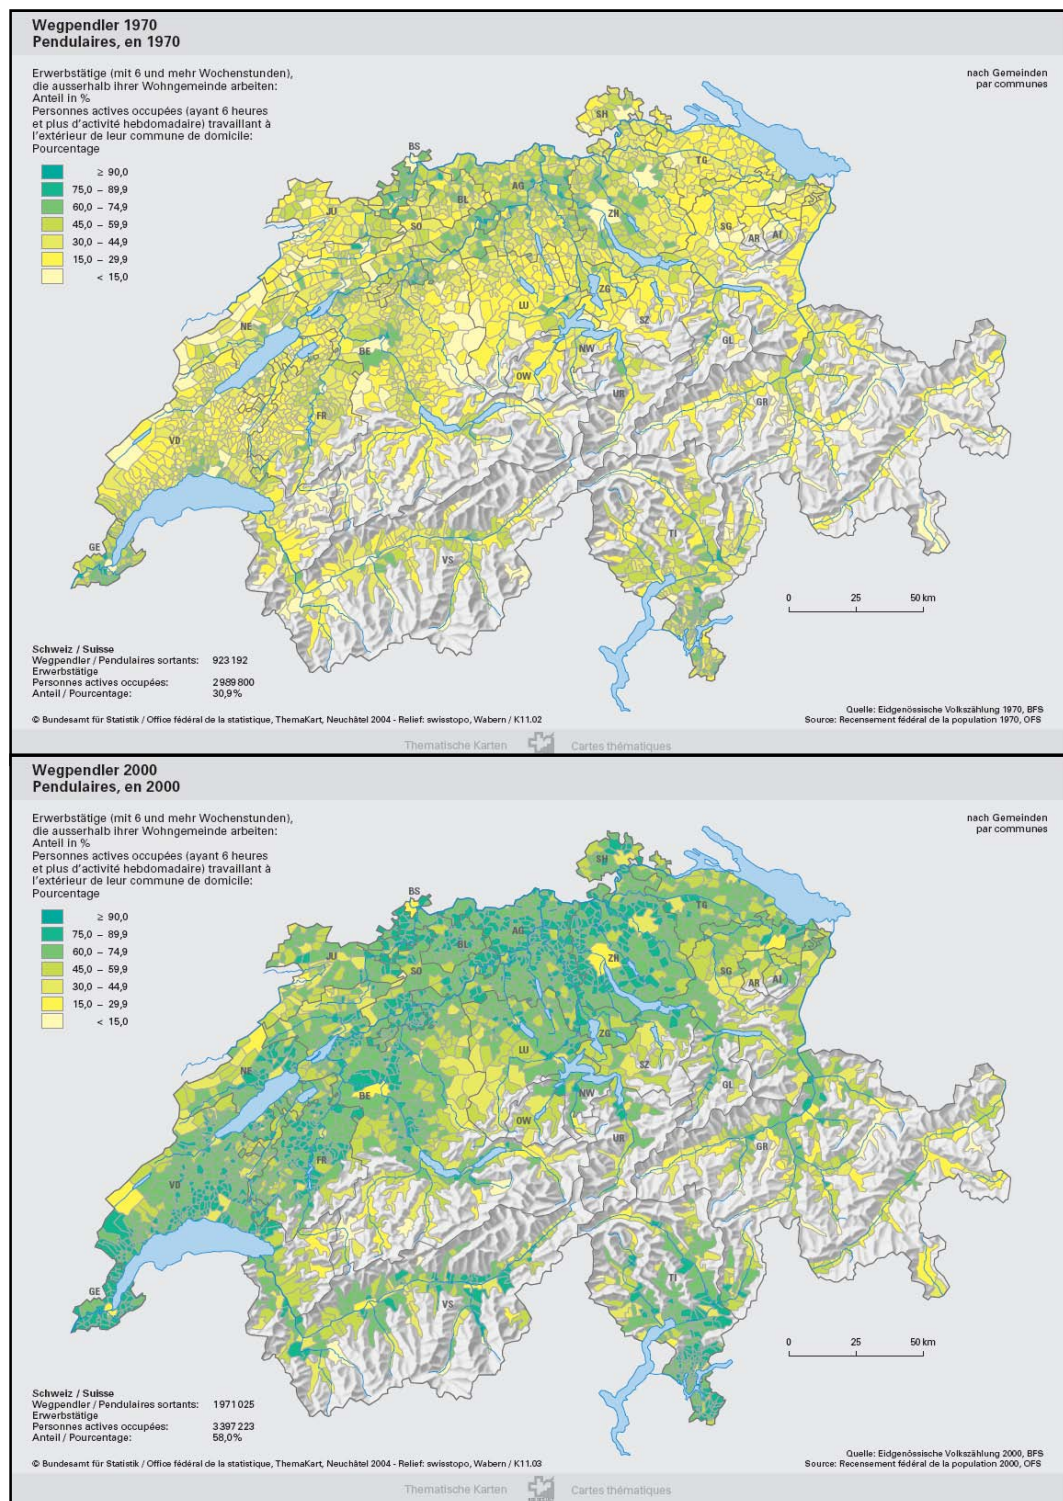 Wegpendler 1970
Pendulaires, en 1970
Erwerbstätige (mit 6 und mehr Wochenstunden),
die ausserhalb ihrer Wohngemeinde arbeiten:
Anteil in %
Personnes actives occupées (ayant 6 heures
et plus d'activité hebdomadaire) travaillant à
l'extérieur de leur commune de domicile:
Pourcentage
≥ 90,0
75,0 – 89,9
60,0 – 74,9
45,0 – 59,9
30,0 – 44,9
15,0 – 29,9
< 15,0
nach Gemeinden
par communes
SH
BS
TG
AG
BL
JU
ZH
SO
SG
AR
AI
ZG
LU
SZ
NE
NW
GL
BE
OW
UR
GR
FR
VD
TI
GE
VS
0 25 50 km
Schweiz / Suisse
Wegpendler / Pendulaires sortants: 923 192
Erwerbstätige
Personnes actives occupées: 2 989 800
Anteil / Pourcentage: 30,9%
Quelle: Eidgenössische Volkszählung 1970, BFS
Source: Recensement fédéral de la population 1970, OFS
© Bundesamt für Statistik / Office fédéral de la statistique, ThemaKart, Neuchâtel 2004 - Relief: swisstopo, Wabern / K11.02
Thematische Karten Cartes thématiques
Wegpendler 2000
Pendulaires, en 2000
Erwerbstätige (mit 6 und mehr Wochenstunden),
die ausserhalb ihrer Wohngemeinde arbeiten:
Anteil in %
Personnes actives occupées (ayant 6 heures
et plus d'activité hebdomadaire) travaillant à
l'extérieur de leur commune de domicile:
Pourcentage
≥ 90,0
75,0 – 89,9
60,0 – 74,9
45,0 – 59,9
30,0 – 44,9
15,0 – 29,9
< 15,0
nach Gemeinden
par communes
SH
BS
TG
AG
BL
JU
ZH
SO
SG
AR
AI
ZG
LU
SZ
NE
NW
GL
BE
OW
UR
GR
FR
VD
TI
GE
VS
0 25 50 km
Schweiz / Suisse
Wegpendler / Pendulaires sortants: 1 971 025
Erwerbstätige
Personnes actives occupées: 3 397 223
Anteil / Pourcentage: 58,0%
Quelle: Eidgenössische Volkszählung 2000, BFS
Source: Recensement fédéral de la population 2000, OFS
© Bundesamt für Statistik / Office fédéral de la statistique, ThemaKart, Neuchâtel 2004 - Relief: swisstopo, Wabern / K11.03
Thematische Karten Cartes thématiques